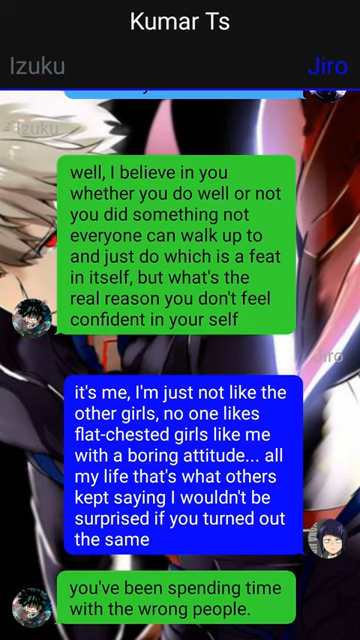 Kumar Ts
Izuku
Jiro
Izuku
well, I believe in you
whether you do well or not
you did something not
everyone can walk up to
and just do which is a feat
in itself, but what's the
real reason you don't feel
confident in your self
Jiro
it's me, I'm just not like the
other girls, no one likes
flat-chested girls like me
with a boring attitude... all
my life that's what others
kept saying I wouldn't be
surprised if you turned out
the same
you've been spending time
with the wrong people.